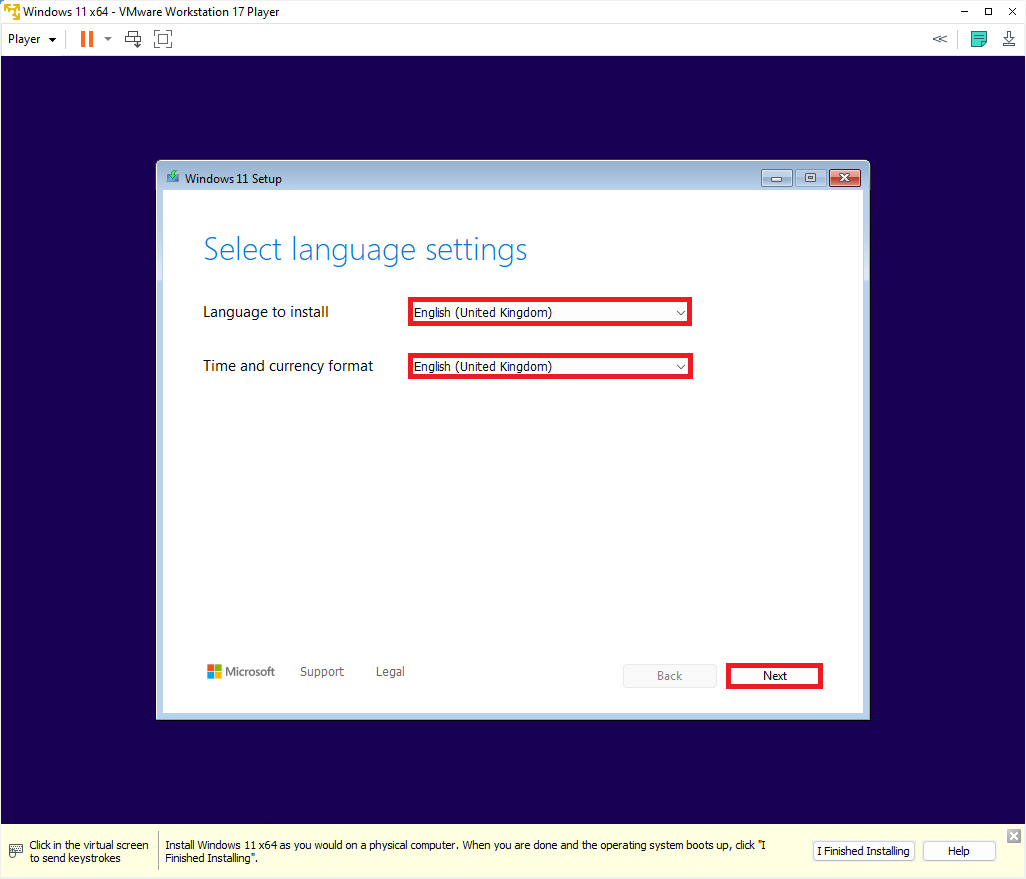 Windows 11 x64 - VMware Workstation 17 Player
Player
Windows 11 Setup
Select language settings
Language to install
English (United Kingdom)
Time and currency format
English (United Kingdom)
Microsoft
Support
Legal
Back
Next
Click in the virtual screen
to send keystrokes
Install Windows 11 x64 as you would on a physical computer. When you are done and the operating system boots up, click "I
Finished Installing".
I Finished Installing
Help